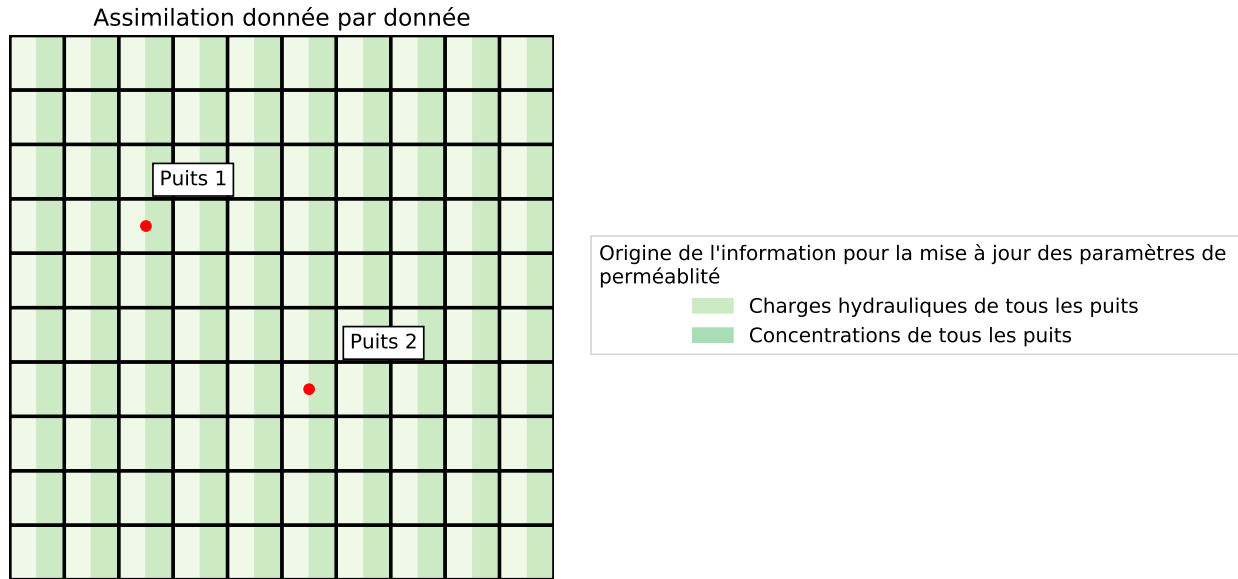 Assimilation donnée par donnée
Puits 1
Puits 2
Origine de l'information pour la mise à jour des paramètres de
perméablité
Charges hydrauliques de tous les puits
Concentrations de tous les puits